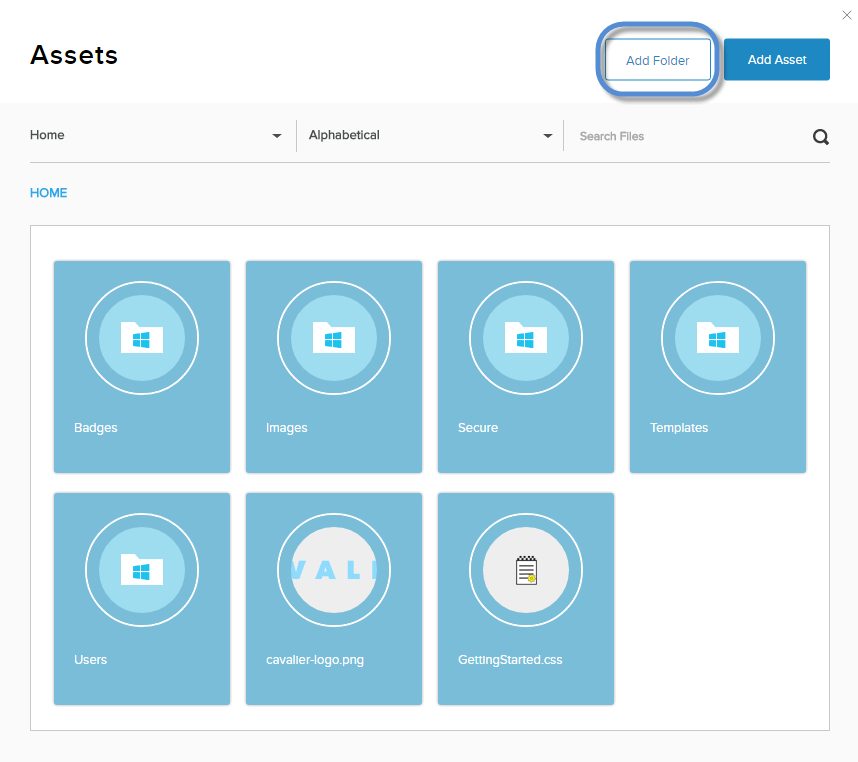 Assets
Add Folder
Add Asset
Home
Alphabetical
Search Files
HOME
Badges
Images
Secure
Templates
Users
VALI
cavalier-logo.png
GettingStarted.css